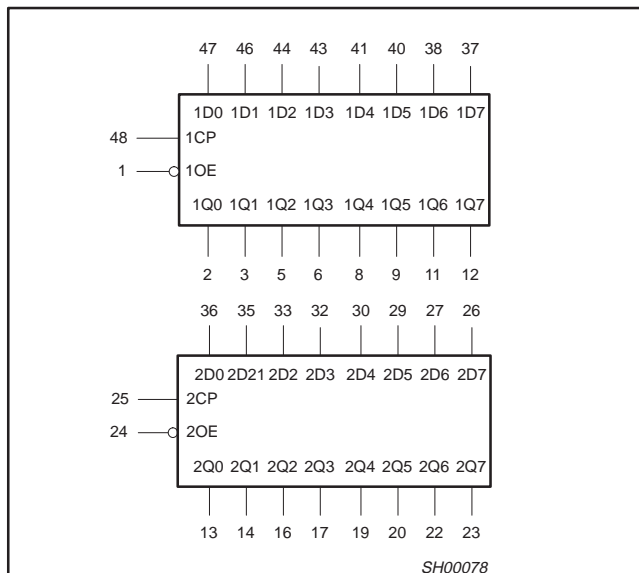 47 46 44 43 41 40 38 37
1D0 1D1 1D2 1D3 1D4 1D5 1D6 1D7
48 1CP
1 1OE
1Q0 1Q1 1Q2 1Q3 1Q4 1Q5 1Q6 1Q7
2 3 5 6 8 9 11 12
36 35 33 32 30 29 27 26
2D0 2D21 2D2 2D3 2D4 2D5 2D6 2D7
25 2CP
24 2OE
2Q0 2Q1 2Q2 2Q3 2Q4 2Q5 2Q6 2Q7
13 14 16 17 19 20 22 23
SH00078